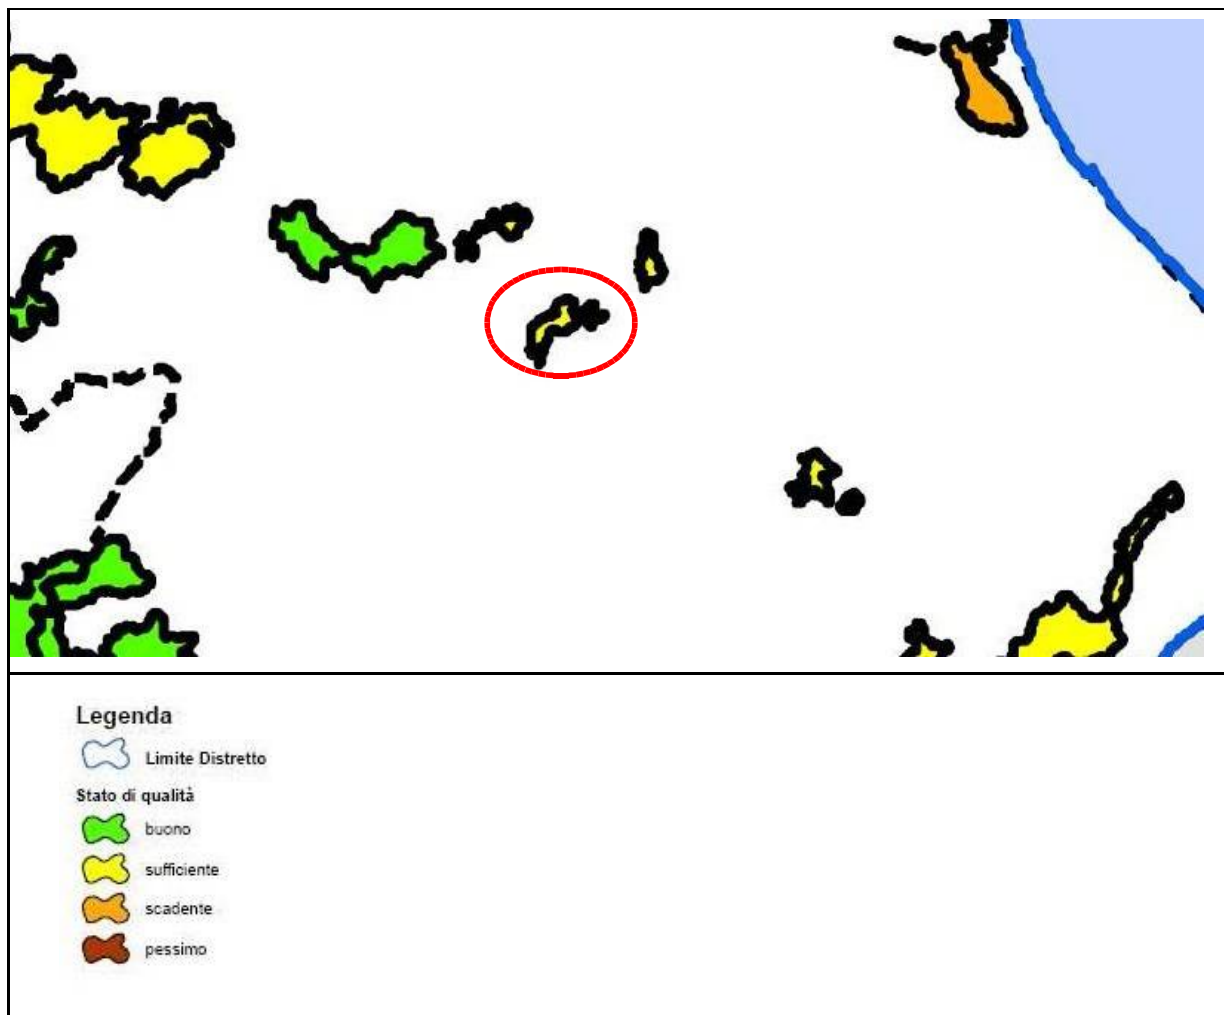 Legenda
Limite Distretto
Stato di qualità
buono
sufficiente
scadente
pessimo